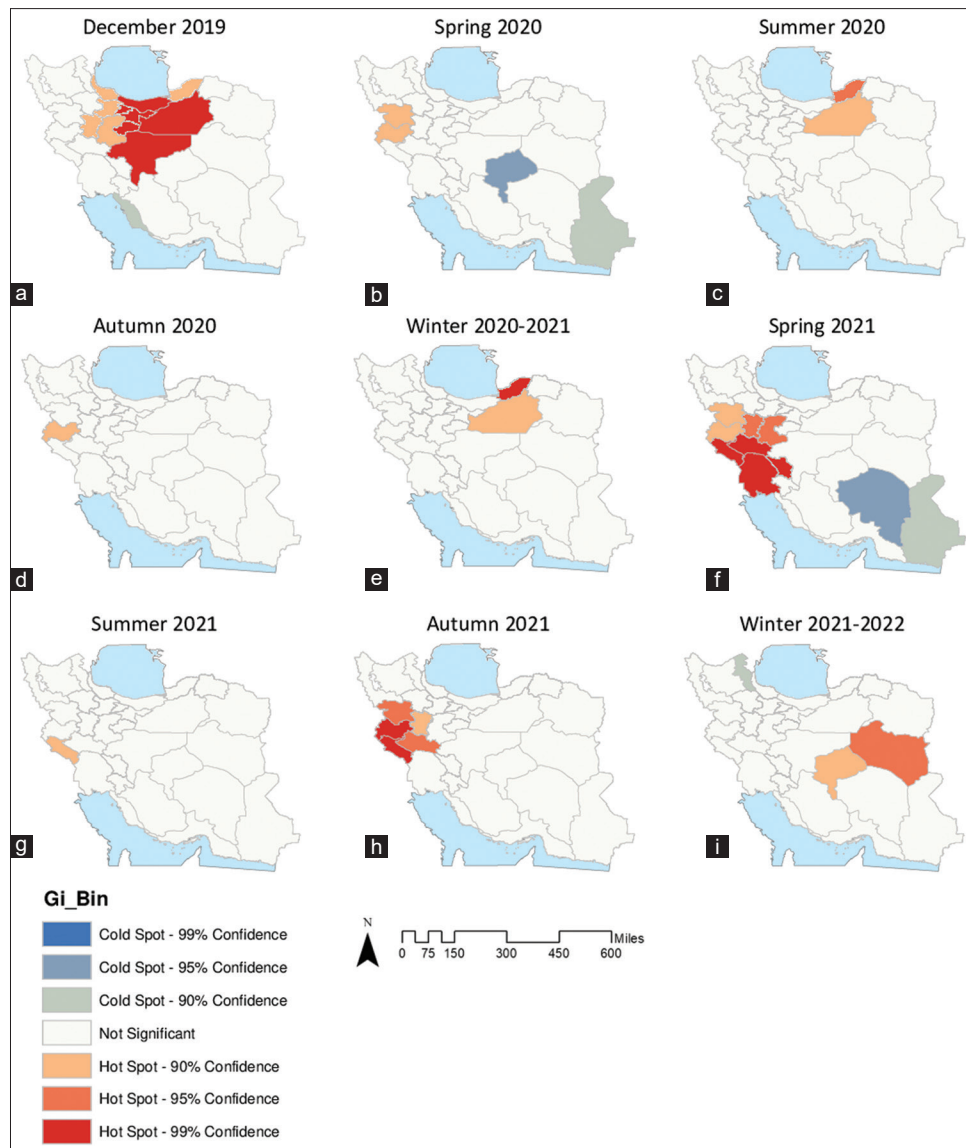 December 2019
Spring 2020
Summer 2020
a
b
c
Autumn 2020
Winter 2020-2021
Spring 2021
d
e
f
Summer 2021
Autumn 2021
Winter 2021-2022
g
h
i
Gi_Bin
Cold Spot - 99% Confidence
Cold Spot - 95% Confidence
Cold Spot - 90% Confidence
Not Significant
Hot Spot - 90% Confidence
Hot Spot - 95% Confidence
Hot Spot - 99% Confidence
N
Miles
0 75 150 300 450 600